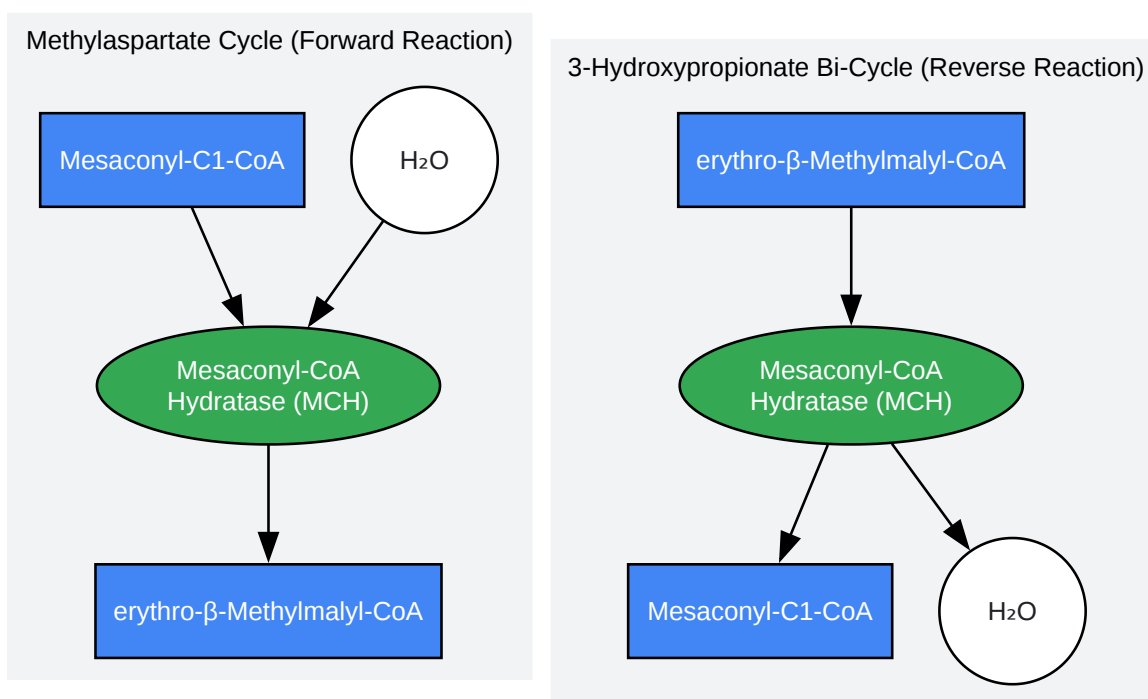 Methylaspartate Cycle (Forward Reaction)
Mesaconyl-C1-CoA
H₂O
Mesaconyl-CoA
Hydratase (MCH)
erythro-β-Methylmalyl-CoA
3-Hydroxypropionate Bi-Cycle (Reverse Reaction)
erythro-β-Methylmalyl-CoA
Mesaconyl-CoA
Hydratase (MCH)
Mesaconyl-C1-CoA
H₂O